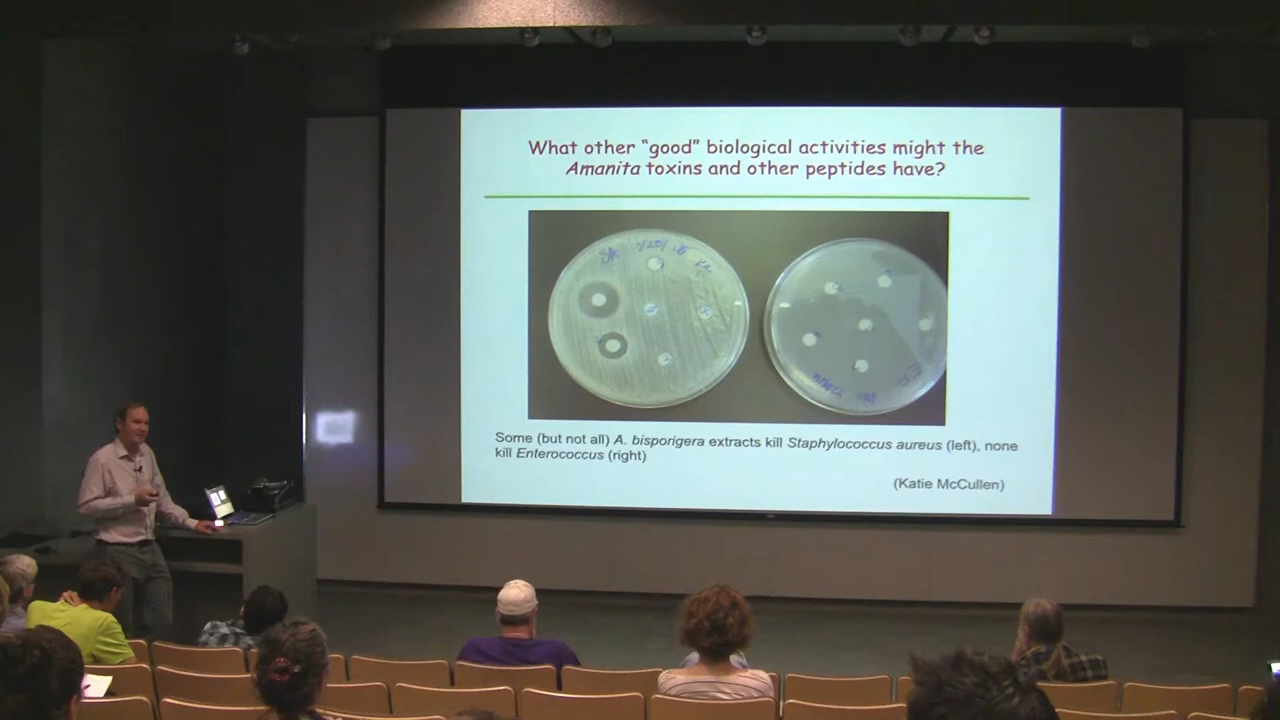 What other “good” biological activities might the
Amanita toxins and other peptides have?
SA
Some (but not all) A. bisporigera extracts kill Staphylococcus aureus (left), none
kill Enterococcus (right)
(Katie McCullen)